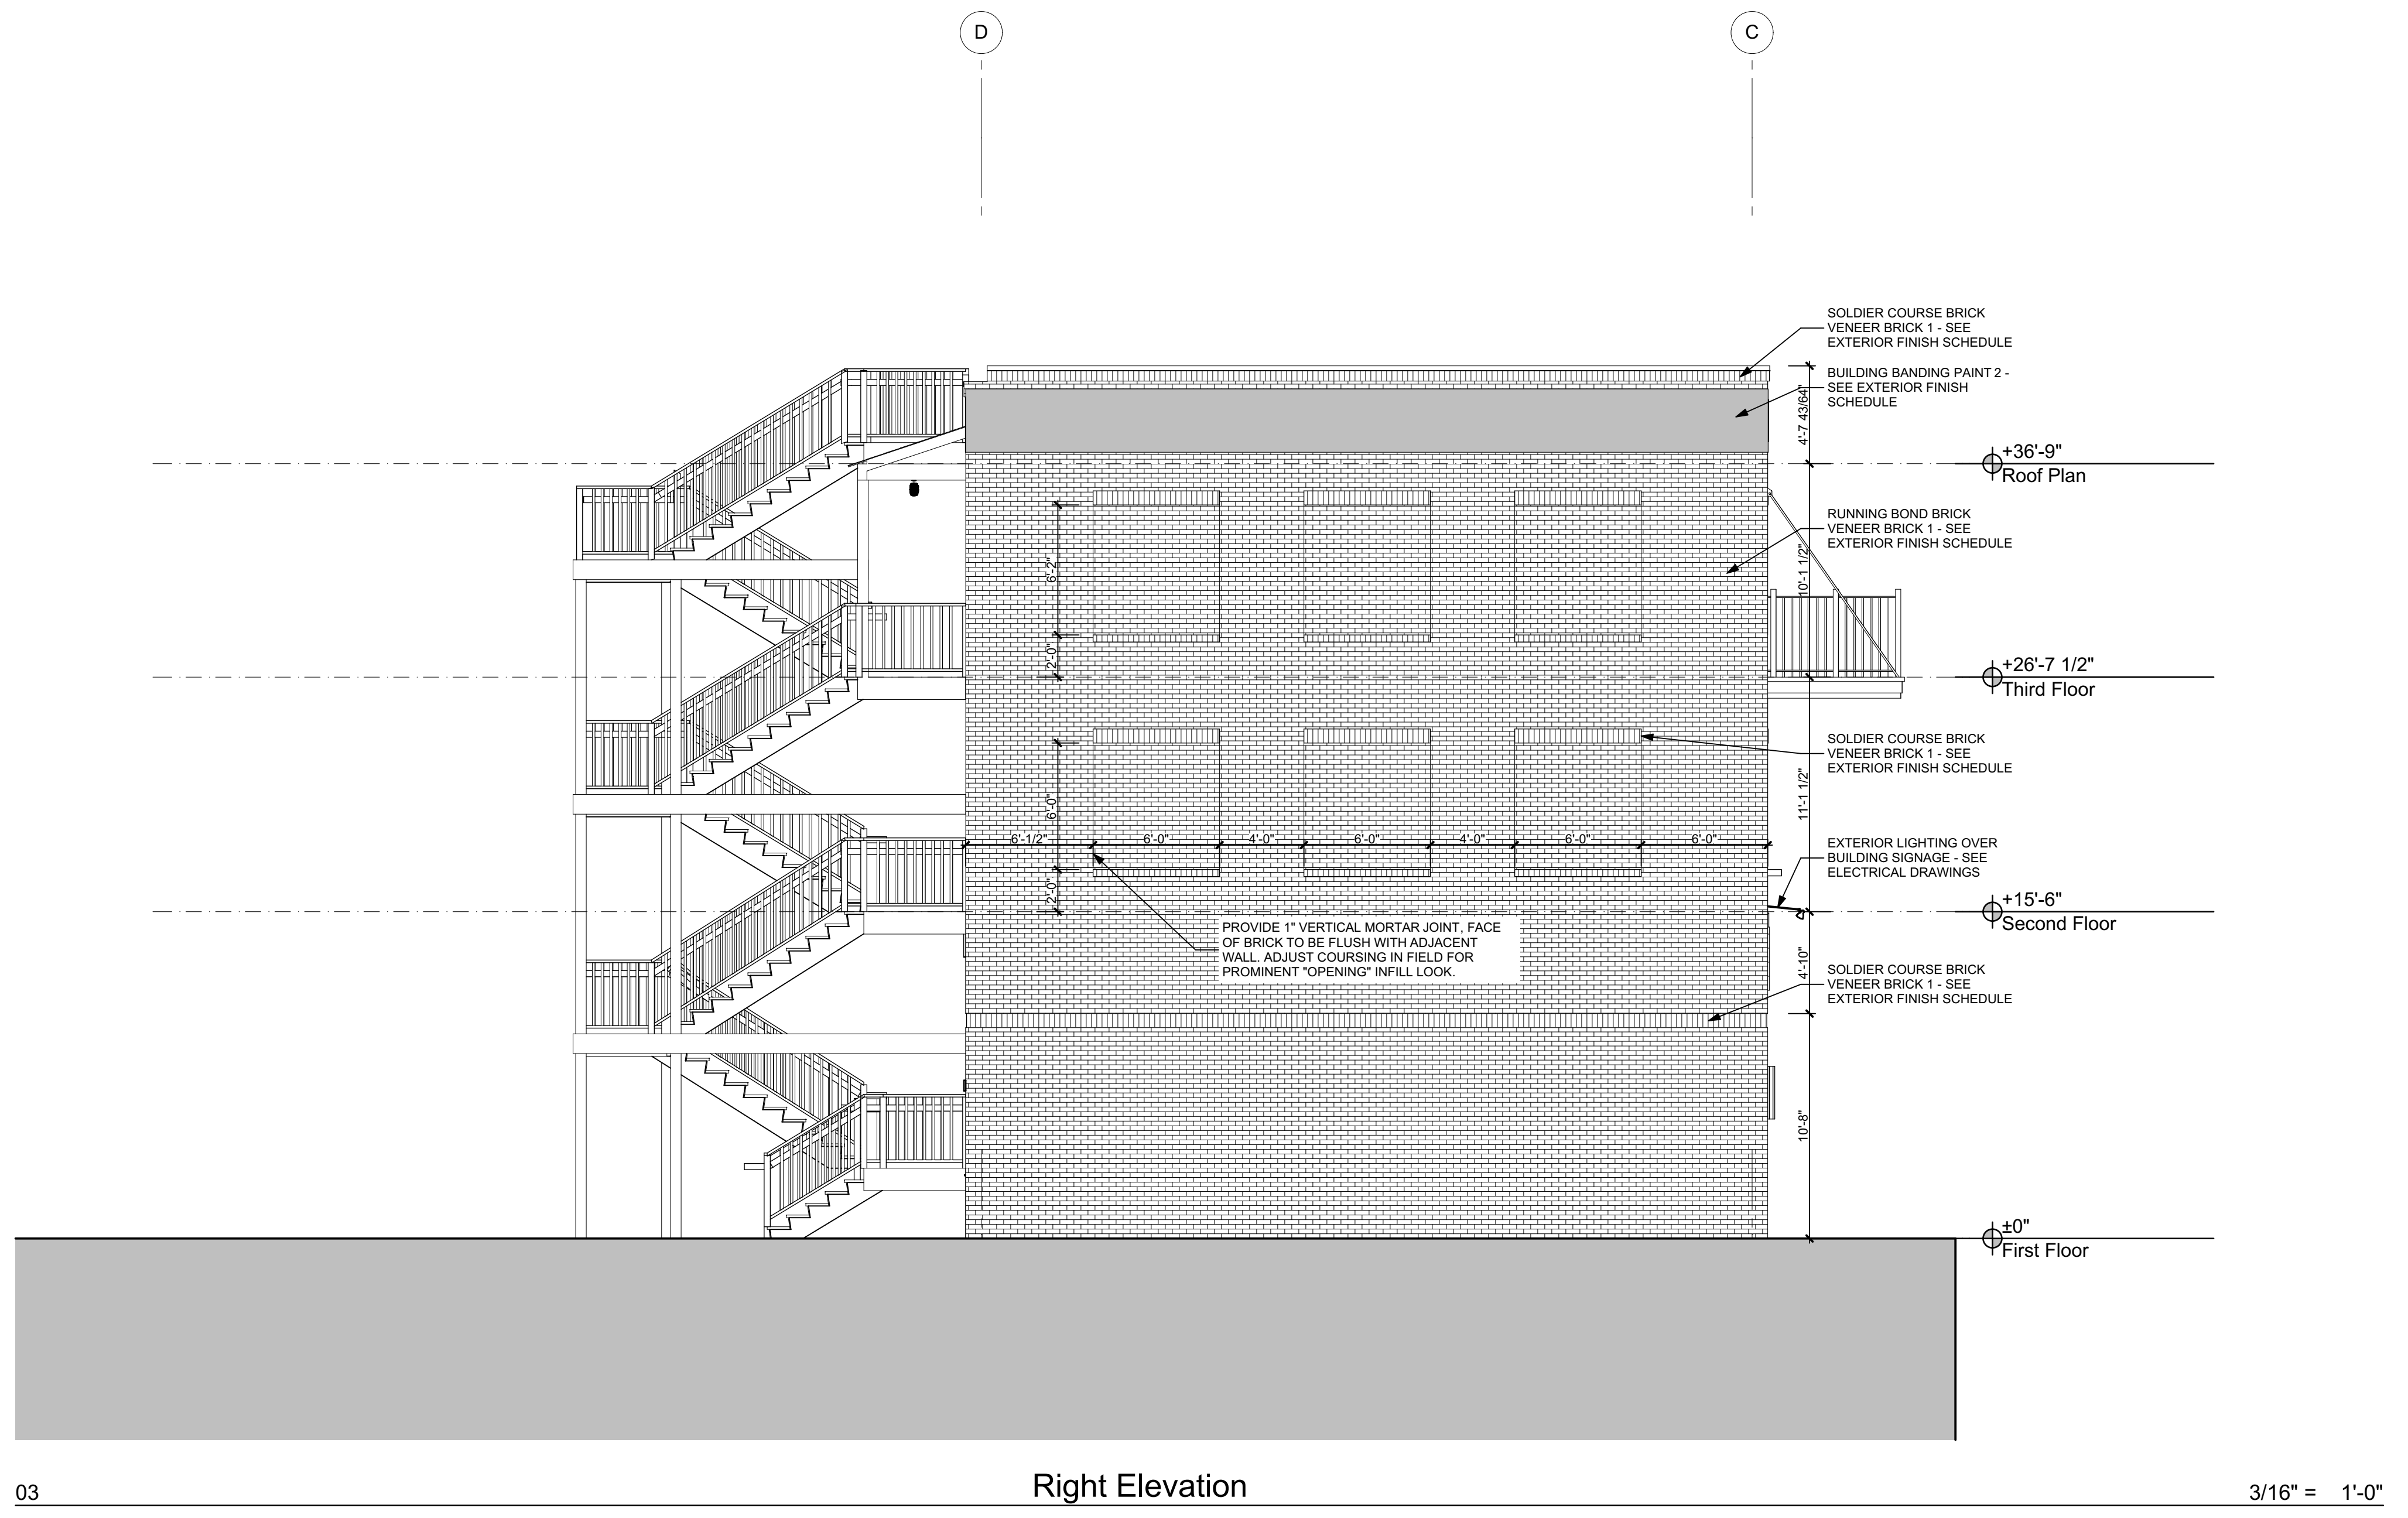 D
C
SOLDIER COURSE BRICK
VENEER BRICK 1 - SEE
EXTERIOR FINISH SCHEDULE
BUILDING BANDING PAINT 2 -
SEE EXTERIOR FINISH
SCHEDULE
4'-7 43/64"
+36'-9"
Roof Plan
RUNNING BOND BRICK
VENEER BRICK 1 - SEE
EXTERIOR FINISH SCHEDULE
10'-1 1/2"
6'-2"
2'-0"
+26'-7 1/2"
Third Floor
SOLDIER COURSE BRICK
VENEER BRICK 1 - SEE
EXTERIOR FINISH SCHEDULE
11'-1 1/2"
6'-0"
6'-1/2"
6'-0"
4'-0"
6'-0"
4'-0"
6'-0"
6'-0"
EXTERIOR LIGHTING OVER
BUILDING SIGNAGE - SEE
ELECTRICAL DRAWINGS
2'-0"
+15'-6"
Second Floor
PROVIDE 1" VERTICAL MORTAR JOINT, FACE
OF BRICK TO BE FLUSH WITH ADJACENT
WALL. ADJUST COURSING IN FIELD FOR
PROMINENT "OPENING" INFILL LOOK.
4'-10"
SOLDIER COURSE BRICK
VENEER BRICK 1 - SEE
EXTERIOR FINISH SCHEDULE
10'-8"
±0"
First Floor
03
Right Elevation
3/16" = 1'-0"